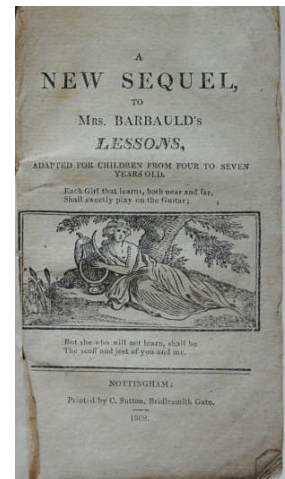 A
NEW SEQUEL,
TO
MRS. BARBAULD'S
LESSONS,
ADAPTED FOR CHILDREN FROM FOUR TO SEVEN
YEARS OLD.
Each Girl that learns, both near and far,
Shall sweetly play on the Guitar;
But she who will not learn, shall be
The scoff and jest of you and me.
NOTTINGHAM:
Printed by C. Sutton, Bridlesmith Gate.
1809.